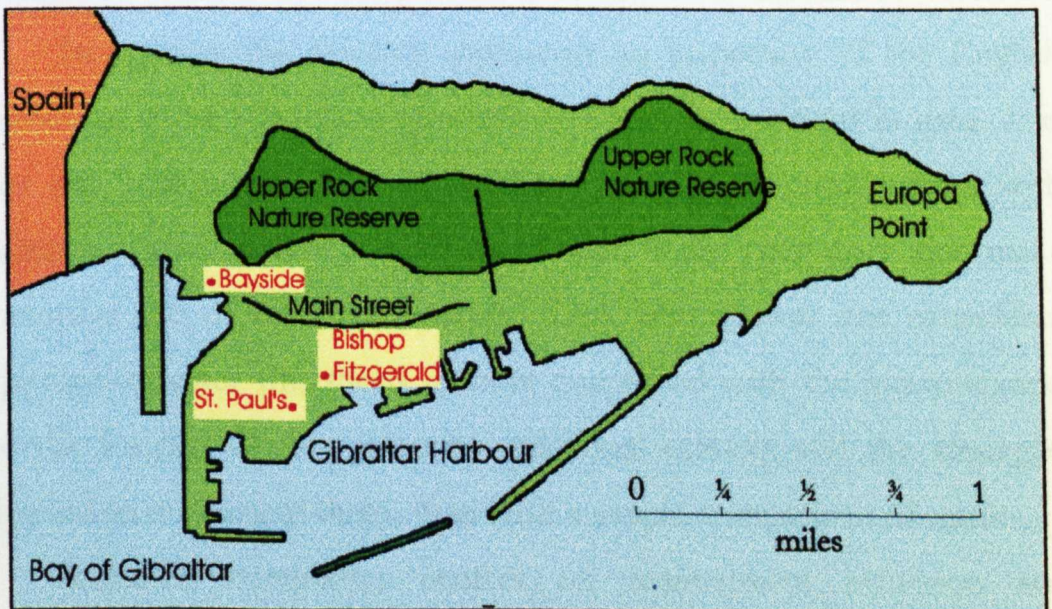 Spain
Upper Rock
Nature Reserve
Upper Rock
Nature Reserve
Europa
Point
Bayside
Main Street
Bishop
Fitzgerald
St. Paul's
Gibraltar Harbour
0 ¼ ½ ¾ 1
miles
Bay of Gibraltar